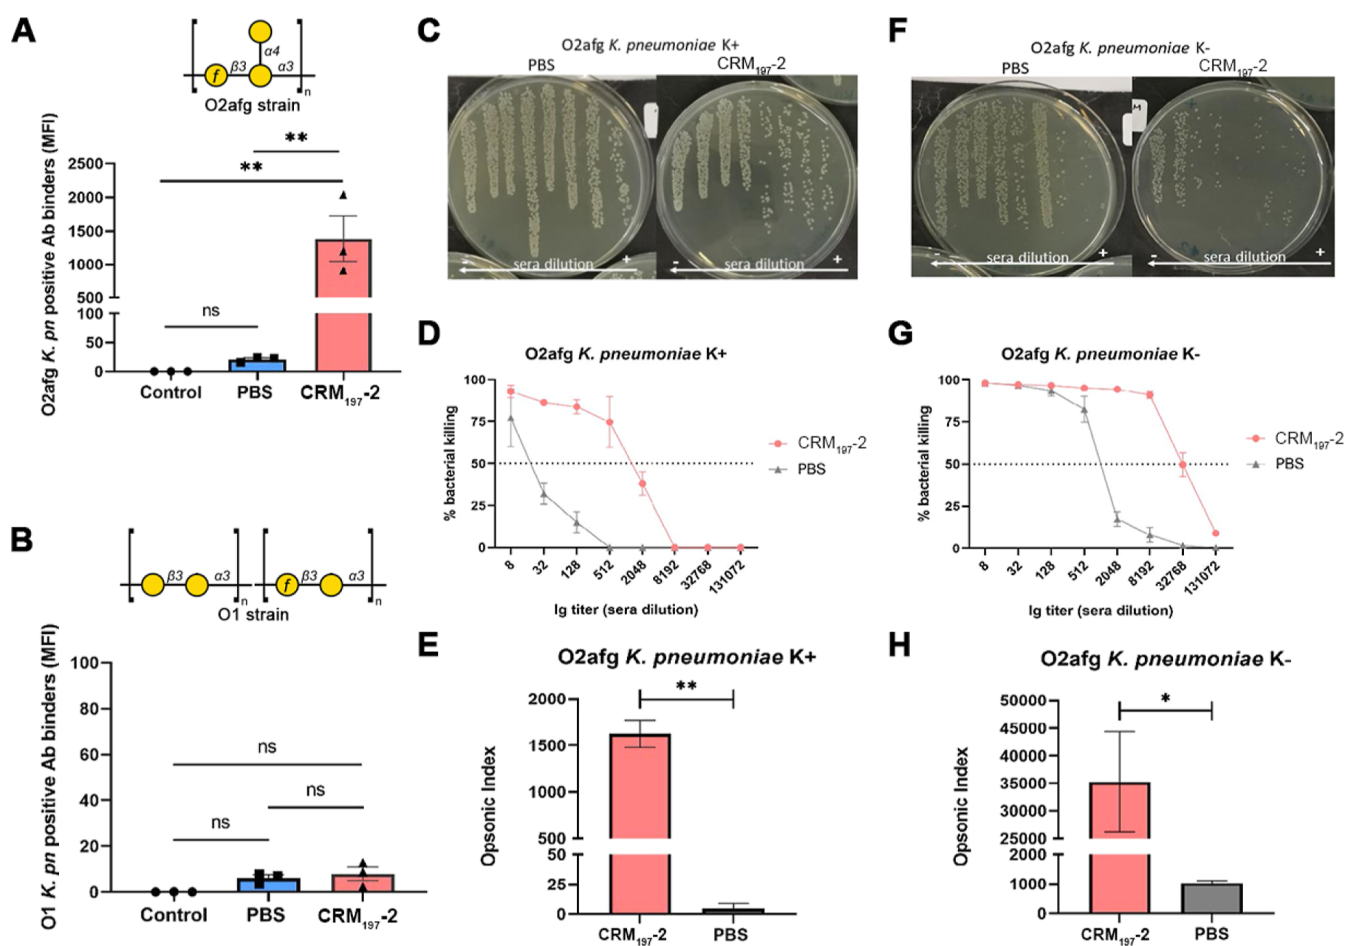 A
β3
α4
α3
f
n
O2afg strain
O2afg K. pn positive Ab binders (MFI)
**
**
ns
2500
2000
1500
1000
500
100
50
0
Control
PBS
CRM197-2
B
β3
α3
n
f
β3
α3
n
O1 strain
O1 K. pn positive Ab binders (MFI)
100
80
60
40
20
0
ns
ns
ns
Control
PBS
CRM197-2
C
O2afg K. pneumoniae K+
PBS
CRM197-2
-
sera dilution
+
-
sera dilution
+
D
O2afg K. pneumoniae K+
% bacterial killing
100
75
50
25
0
8
32
128
512
2048
8192
32768
131072
Ig titer (sera dilution)
CRM197-2
PBS
E
O2afg K. pneumoniae K+
Opsonic Index
**
2000
1500
1000
500
50
25
0
CRM197-2
PBS
F
O2afg K. pneumoniae K-
PBS
CRM197-2
-
sera dilution
+
-
sera dilution
+
G
O2afg K. pneumoniae K-
% bacterial killing
100
75
50
25
0
8
32
128
512
2048
8192
32768
131072
Ig titer (sera dilution)
CRM197-2
PBS
H
O2afg K. pneumoniae K-
Opsonic Index
*
50000
45000
40000
35000
30000
25000
2000
1000
0
CRM197-2
PBS